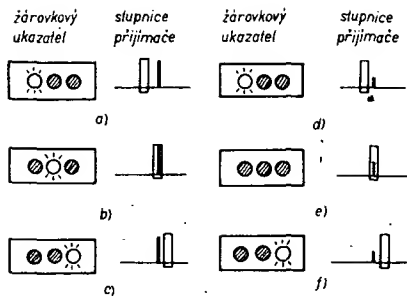 žárovkový ukazatel
stupnice přijímače
žárovkový ukazatel
stupnice přijímače
a)
d)
b)
e)
c)
f)